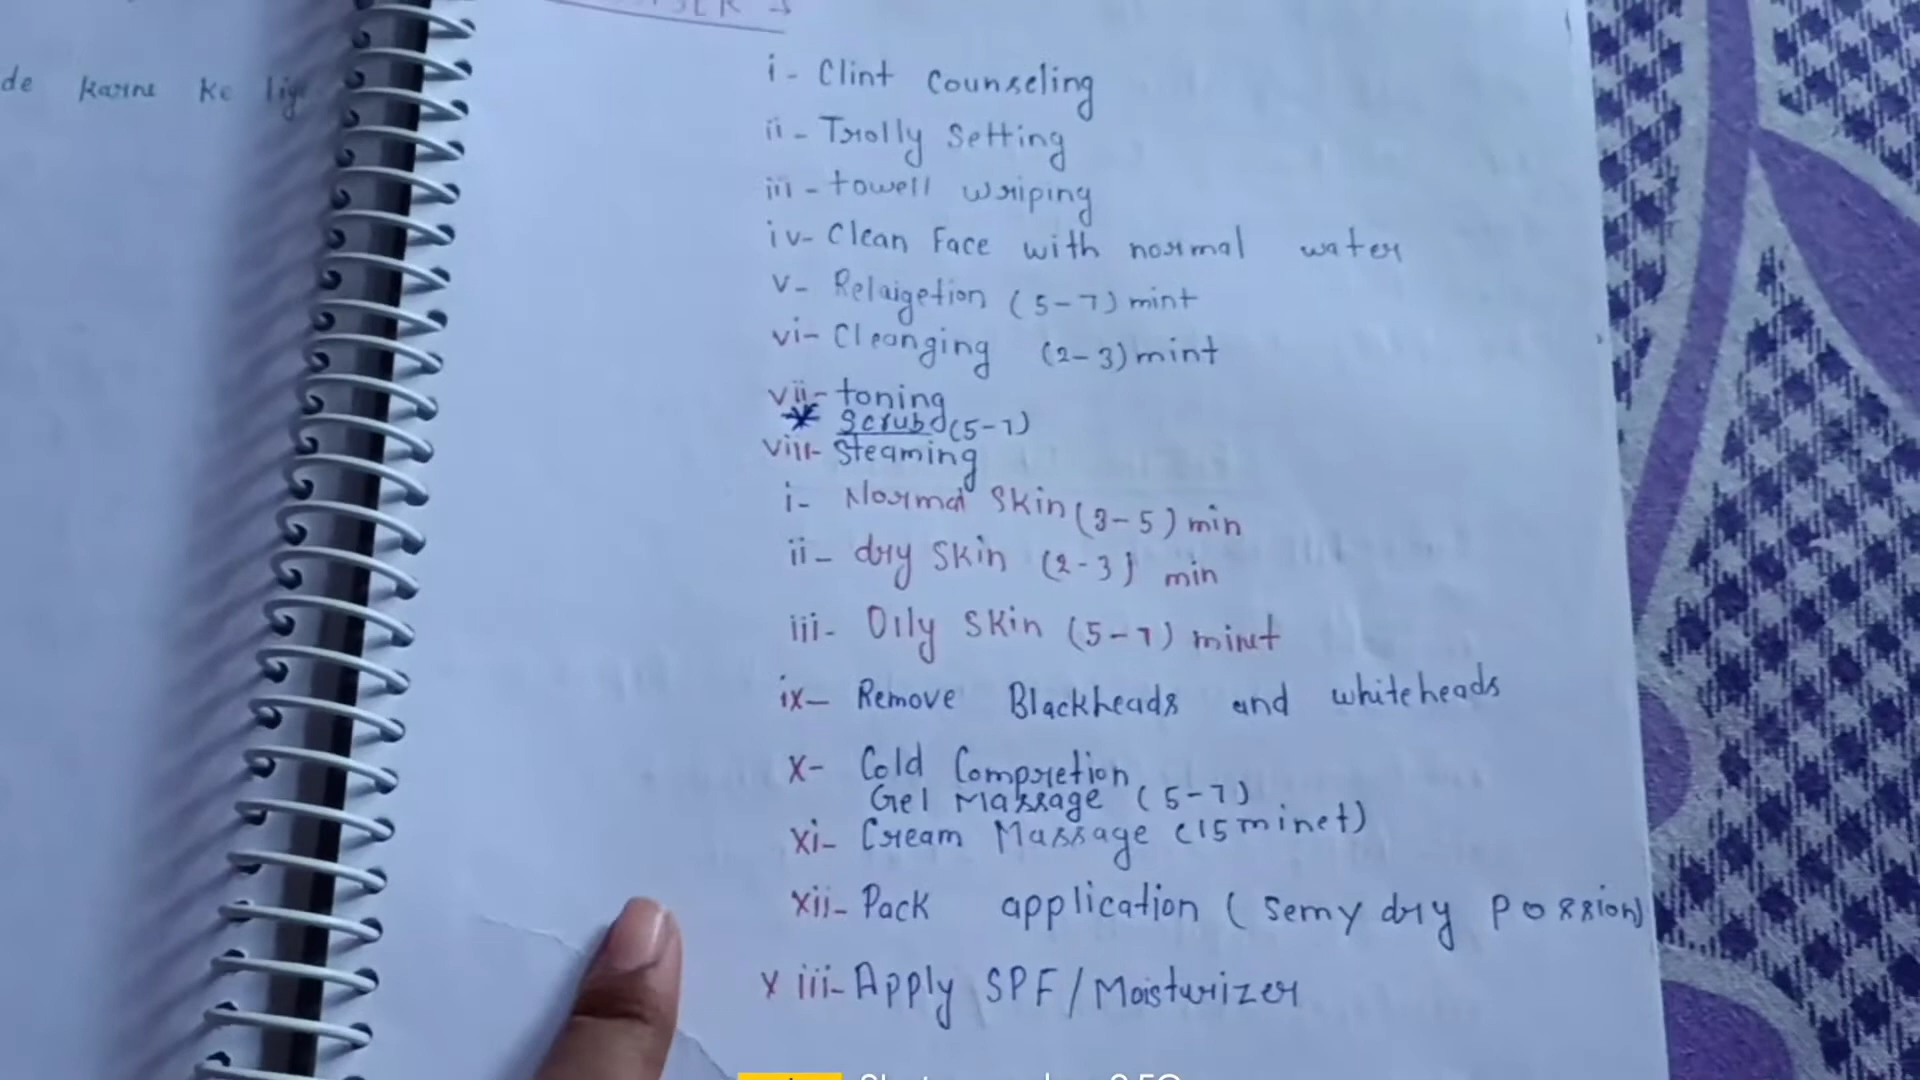 de karne ke liye
i- Clint Counseling
ii- Trolly Setting
iii- towell wriping
iv- Clean Face with normal water
v- Relaigetion (5-7) mint
vi- Cleanging (2-3) mint
vii- toning
* Scrub (5-7)
viii- Steaming
i- Normal Skin (3-5) min
ii- dry Skin (2-3) min
iii- Oily Skin (5-7) minut
ix- Remove Blackheads and whiteheads
x- Cold Compretion
Gel Massage (5-7)
xi- Cream Massage (15 minet)
xii- Pack application (Semy dry Possion)
xiii- Apply SPF/Moisturizer